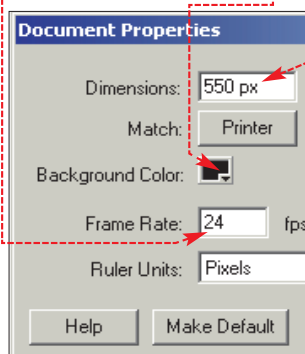 Document Properties
Dimensions: 550 px
Match: Printer
Background Color:
Frame Rate: 24 fps
Ruler Units: Pixels
Help Make Default